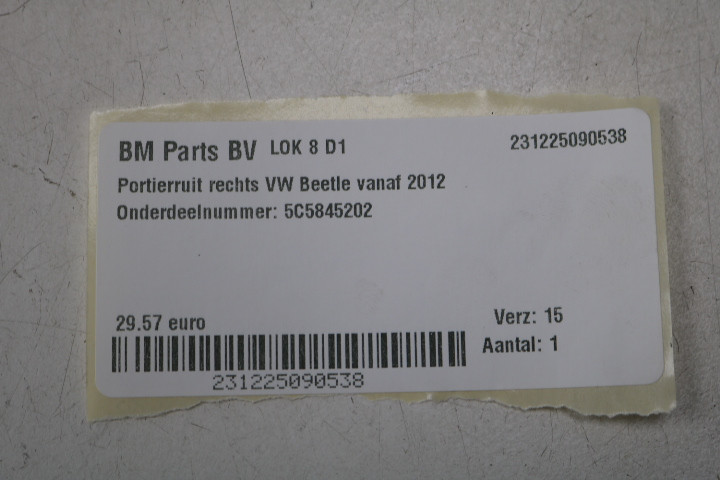 BM Parts BV LOK 8 D1 231225090538
Portierruit rechts VW Beetle vanaf 2012
Onderdeelnummer: 5C5845202
29.57 euro Verz: 15
Aantal: 1
231225090538